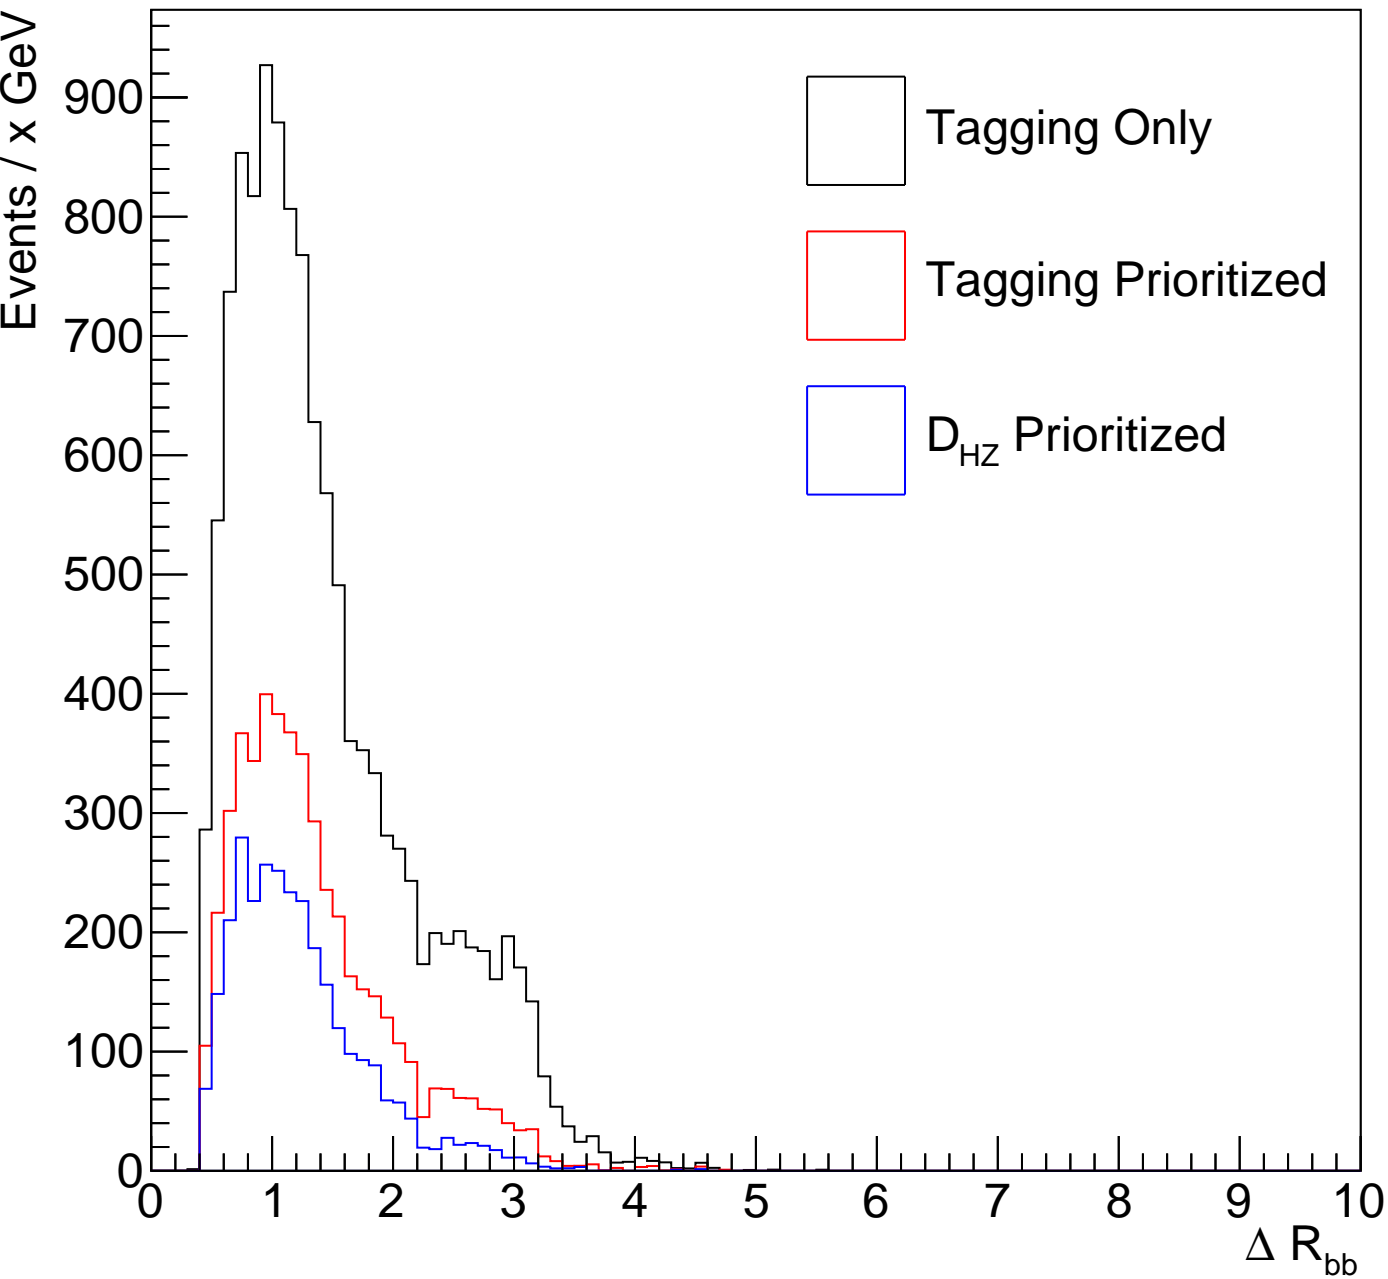 Events / x GeV
900
800
700
600
500
400
300
200
100
0
Tagging Only
Tagging Prioritized
D_HZ Prioritized
0 1 2 3 4 5 6 7 8 9 10
Δ R_bb